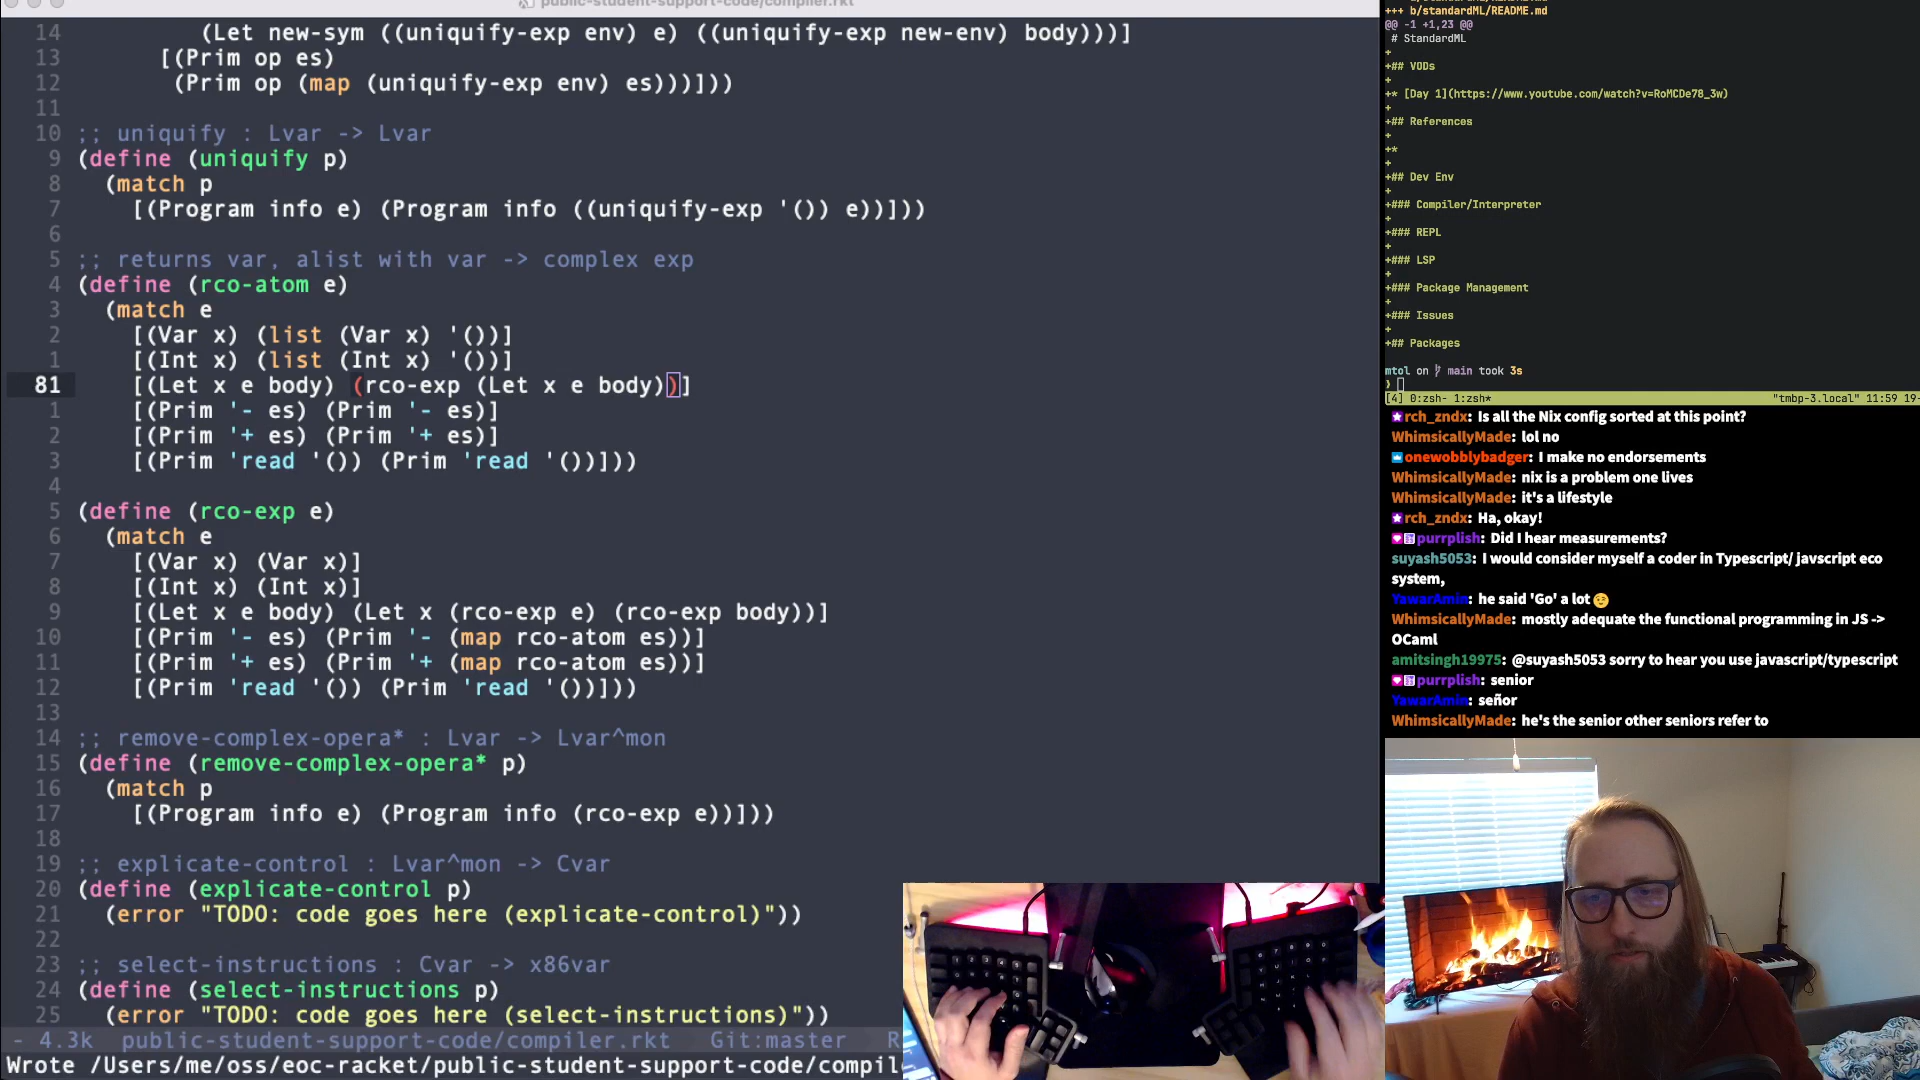 public-student-support-code/compiler.rkt
14 (Let new-sym ((uniquify-exp env) e) ((uniquify-exp new-env) body)))]
13 [(Prim op es)
12 (Prim op (map (uniquify-exp env) es)))]))
11
10 ;; uniquify : Lvar -> Lvar
9 (define (uniquify p)
8 (match p
7 [(Program info e) (Program info ((uniquify-exp '()) e))]))
6
5 ;; returns var, alist with var -> complex exp
4 (define (rco-atom e)
3 (match e
2 [(Var x) (list (Var x) '())]
1 [(Int x) (list (Int x) '())]
81 [(Let x e body) (rco-exp (Let x e body))]
1 [(Prim '- es) (Prim '- es)]
2 [(Prim '+ es) (Prim '+ es)]
3 [(Prim 'read '()) (Prim 'read '())]))
4
5 (define (rco-exp e)
6 (match e
7 [(Var x) (Var x)]
8 [(Int x) (Int x)]
9 [(Let x e body) (Let x (rco-exp e) (rco-exp body))]
10 [(Prim '- es) (Prim '- (map rco-atom es))]
11 [(Prim '+ es) (Prim '+ (map rco-atom es))]
12 [(Prim 'read '()) (Prim 'read '())]))
13
14 ;; remove-complex-opera* : Lvar -> Lvar^mon
15 (define (remove-complex-opera* p)
16 (match p
17 [(Program info e) (Program info (rco-exp e))]))
18
19 ;; explicate-control : Lvar^mon -> Cvar
20 (define (explicate-control p)
21 (error "TODO: code goes here (explicate-control)"))
22
23 ;; select-instructions : Cvar -> x86var
24 (define (select-instructions p)
25 (error "TODO: code goes here (select-instructions)"))
- 4.3k public-student-support-code/compiler.rkt Git:master R
Wrote /Users/me/oss/eoc-racket/public-student-support-code/compil
+++ b/standardML/README.md
@@ -1 +1,23 @@
# StandardML
+
+## VODs
+
+* [Day 1](https://www.youtube.com/watch?v=RoMCDe78_3w)
+
+## References
+
+*
+
+## Dev Env
+
+### Compiler/Interpreter
+
+### REPL
+
+### LSP
+
+### Package Management
+
+### Issues
+
+## Packages
mtol on main took 3s
[4] 0:zsh- 1:zsh* "tmbp-3.local" 11:59 19-
rch_zndx: Is all the Nix config sorted at this point?
WhimsicallyMade: lol no
onewobblybadger: I make no endorsements
WhimsicallyMade: nix is a problem one lives
WhimsicallyMade: it's a lifestyle
rch_zndx: Ha, okay!
purrplish: Did I hear measurements?
suyash5053: I would consider myself a coder in Typescript/ javscript eco
system,
YawarAmin: he said 'Go' a lot 😌
WhimsicallyMade: mostly adequate the functional programming in JS ->
OCaml
amitsingh19975: @suyash5053 sorry to hear you use javascript/typescript
purrplish: senior
YawarAmin: señor
WhimsicallyMade: he's the senior other seniors refer to